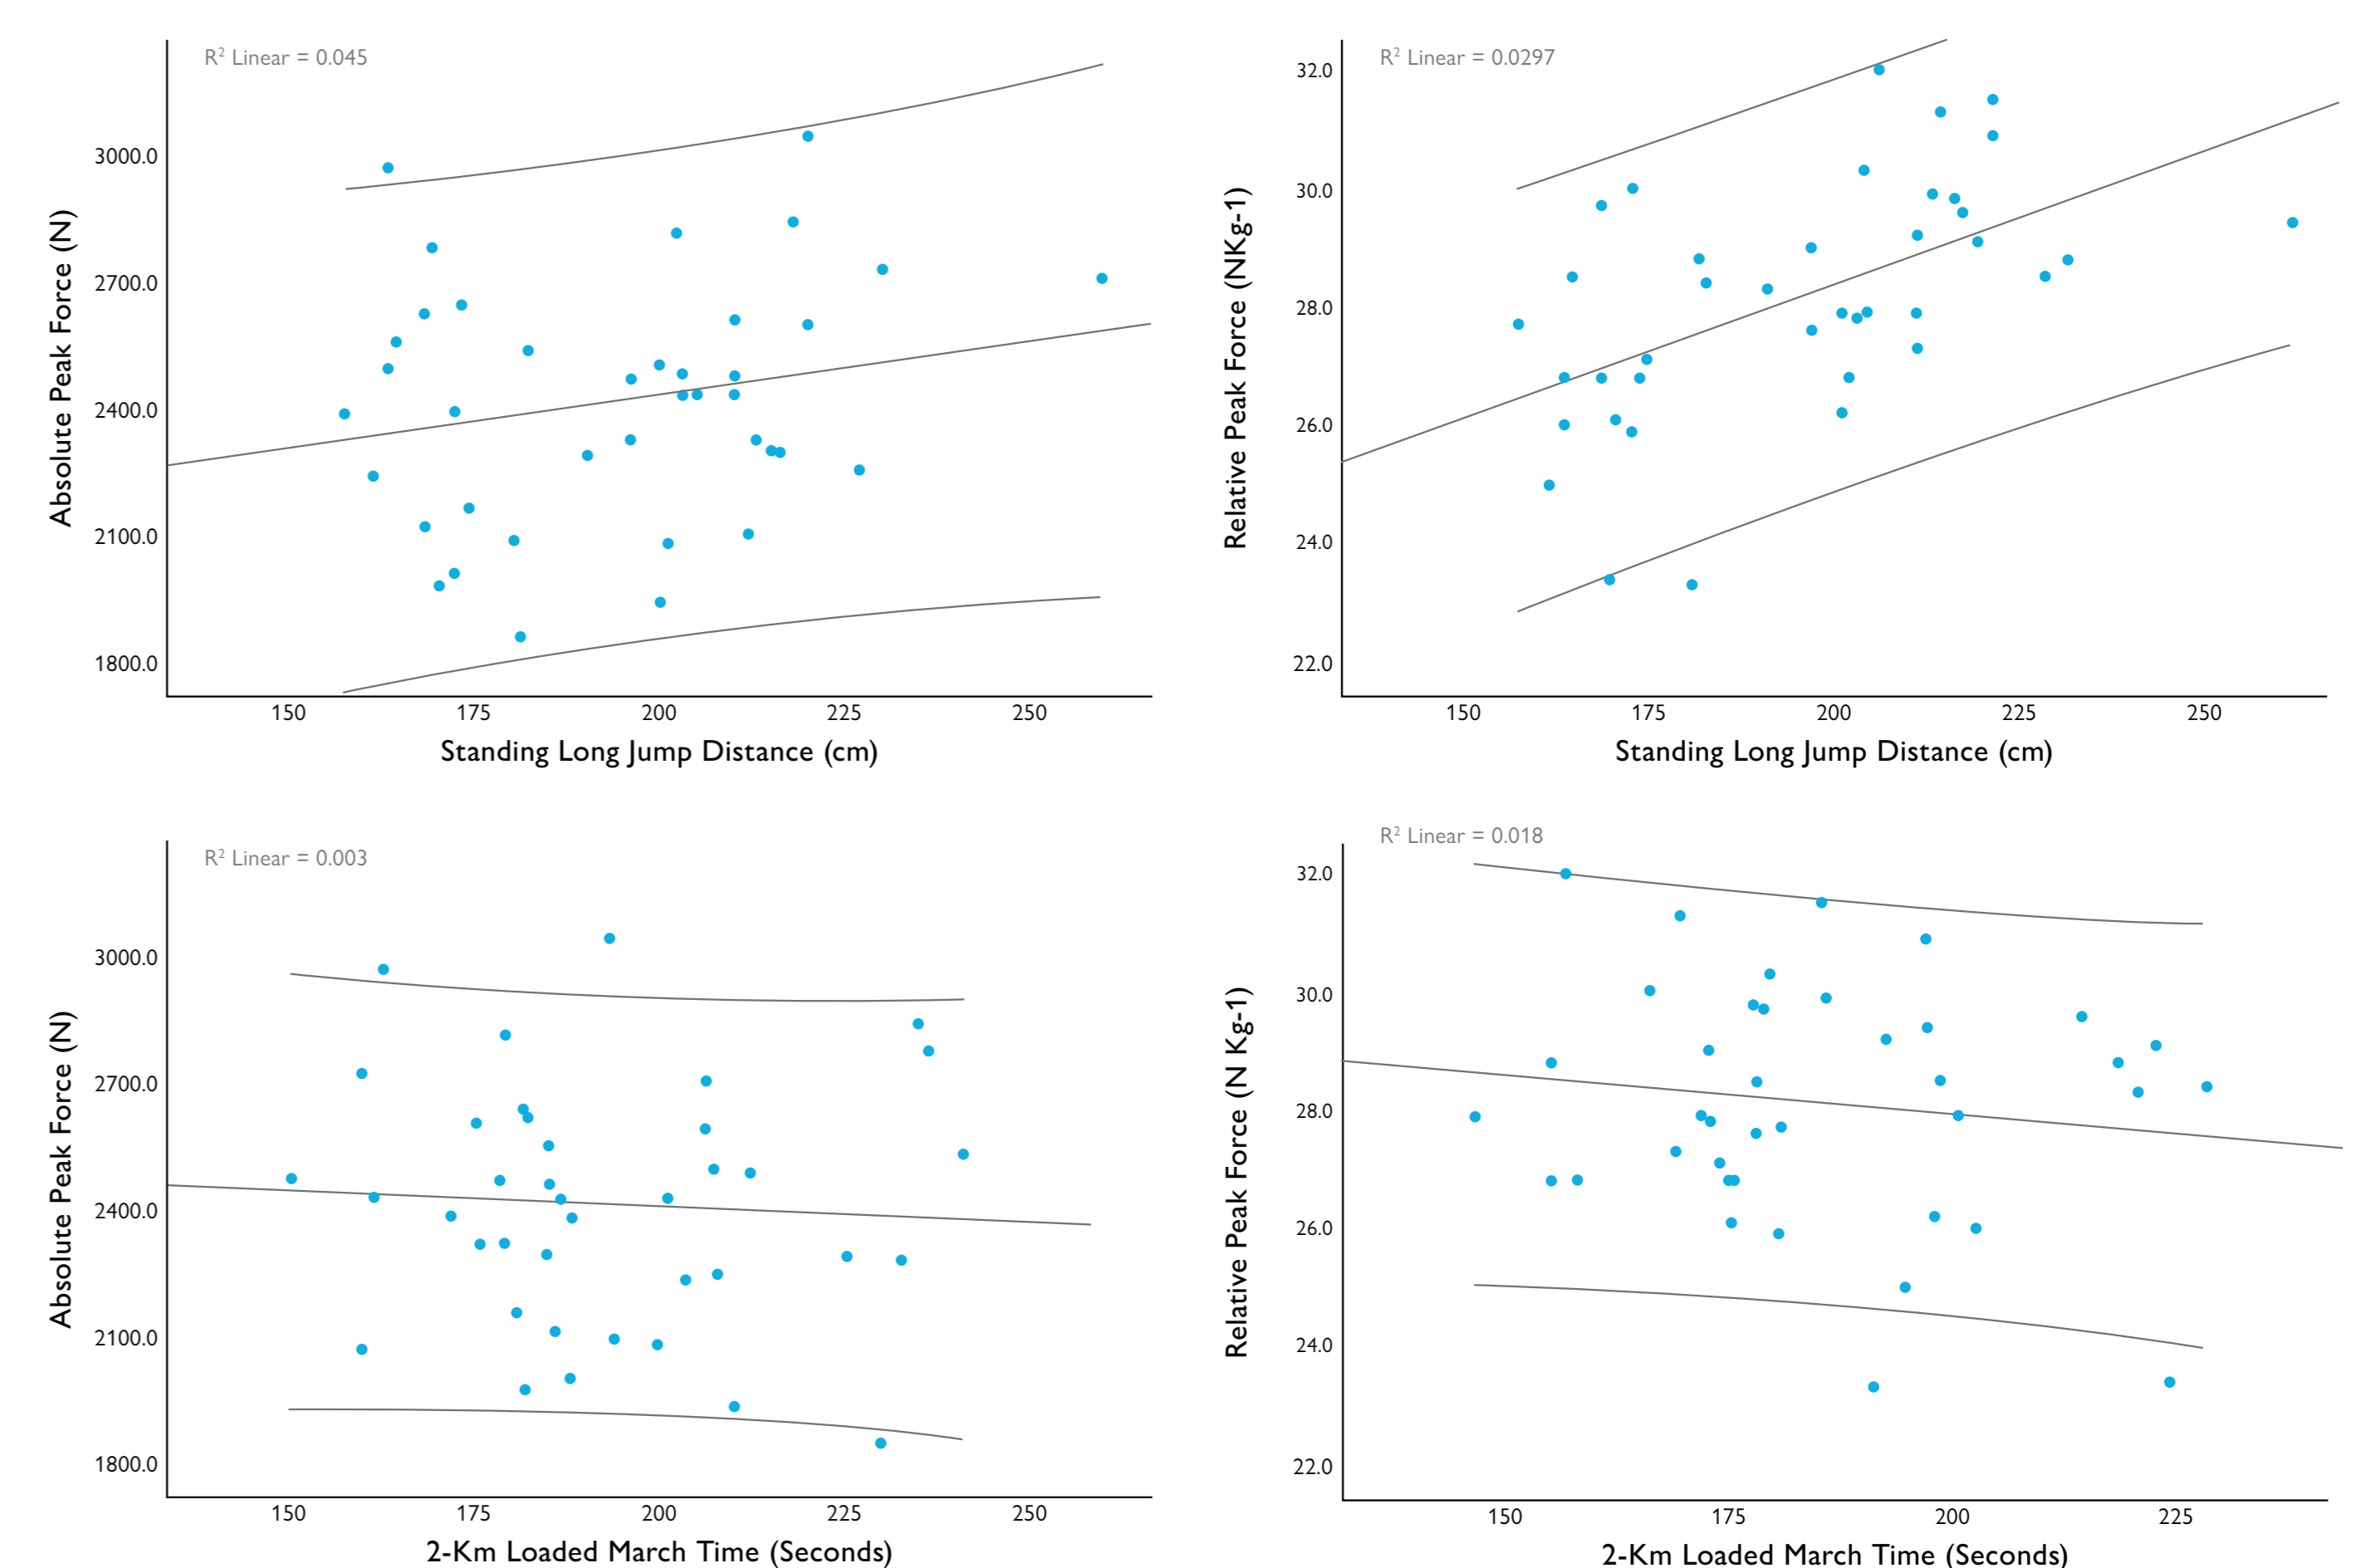 R² Linear = 0.045
Absolute Peak Force (N)
3000.0
2700.0
2400.0
2100.0
1800.0
150 175 200 225 250
Standing Long Jump Distance (cm)
R² Linear = 0.0297
Relative Peak Force (NKg-1)
32.0
30.0
28.0
26.0
24.0
22.0
150 175 200 225 250
Standing Long Jump Distance (cm)
R² Linear = 0.003
Absolute Peak Force (N)
3000.0
2700.0
2400.0
2100.0
1800.0
150 175 200 225 250
2-Km Loaded March Time (Seconds)
R² Linear = 0.018
Relative Peak Force (N Kg-1)
32.0
30.0
28.0
26.0
24.0
22.0
150 175 200 225
2-Km Loaded March Time (Seconds)